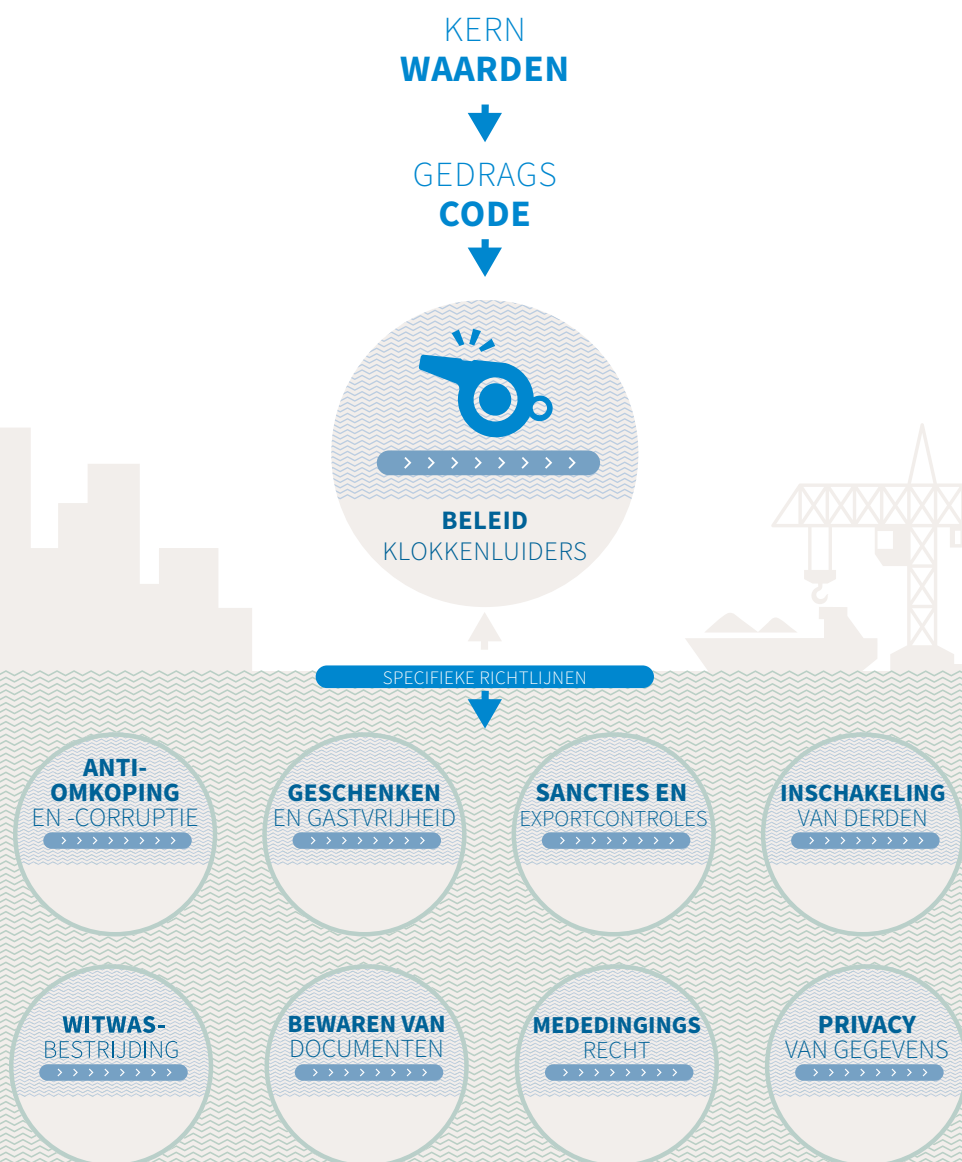 KERN
WAARDEN
GEDRAGS
CODE
BELEID
KLOKKENLUIDERS
SPECIFIEKE RICHTLIJNEN
ANTI-
OMKOPING
EN -CORRUPTIE
GESCHENKEN
EN GASTVRIJHEID
SANCTIES EN
EXPORTCONTROLES
INSCHAKELING
VAN DERDEN
WITWAS-
BESTRIJDING
BEWAREN VAN
DOCUMENTEN
MEDEDINGINGS
RECHT
PRIVACY
VAN GEGEVENS